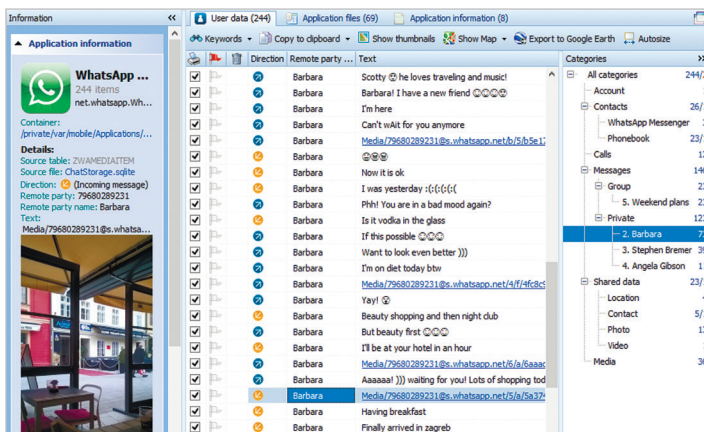 Information
«
Application information
WhatsApp ...
244 items
net.whatsapp.Wh...
Container:
/private/var/mobile/Applications/...
Details:
Source table: ZWAMEDIAITEM
Source file: ChatStorage.sqlite
Direction: (Incoming message)
Remote party: 79680289231
Remote party name: Barbara
Text:
Media/79680289231@s.whatsa...
User data (244) Application files (69) Application information (8)
Keywords Copy to clipboard Show thumbnails Show Map Export to Google Earth Autosize
Direction Remote party ... Text
Barbara Scotty 😍 he loves traveling and music!
Barbara Barbara! I have a new friend
Barbara I'm here
Barbara Can't wAit for you anymore
Barbara Media/79680289231@s.whatsapp.net/b/5/b5e17
Barbara
Barbara Now it is ok
Barbara I was yesterday :(:(:(:(:(
Barbara Phh! You are in a bad mood again?
Barbara Is it vodka in the glass
Barbara If this possible
Barbara Want to look even better )))
Barbara I'm on diet today btw
Barbara Media/79680289231@s.whatsapp.net/4/f/4fc8c9
Barbara Yay!
Barbara Beauty shopping and then night club
Barbara But beauty first
Barbara I'll be at your hotel in an hour
Barbara Media/79680289231@s.whatsapp.net/6/a/6aaac
Barbara Aaaaaa! ))) waiting for you! Lots of shopping tod
Barbara Media/79680289231@s.whatsapp.net/5/a/5a374
Barbara Having breakfast
Barbara Finally arrived in zagreb
Categories »
All categories 244/
Account
Contacts 26/
WhatsApp Messenger
Phonebook 23/
Calls
Messages
Group
5. Weekend plans
Private
2. Barbara
3. Stephen Bremer
4. Angela Gibson
Shared data 23/
Location
Contact 5/
Photo
Video
Media